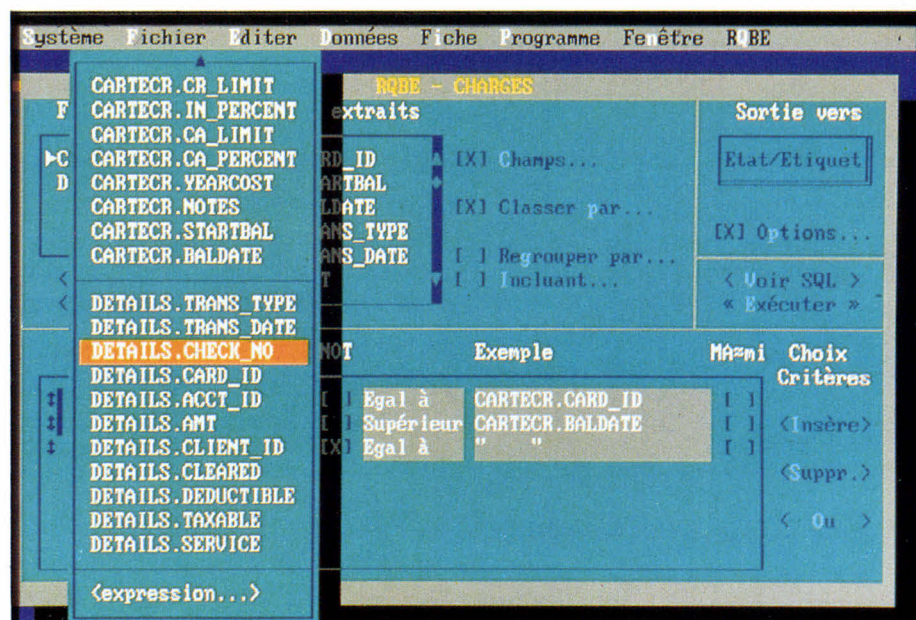 Système Fichier Editer Données Fiche Programme Fenêtre RQBE
RQBE - CHARGES
F
extraits
Sortie vers
CARTECR.CR_LIMIT
CARTECR.IN_PERCENT
CARTECR.CA_LIMIT
CARTECR.CA_PERCENT
CARTECR.YEARCOST
CARTECR.NOTES
CARTECR.STARTBAL
CARTECR.BALDATE
DETAILS.TRANS_TYPE
DETAILS.TRANS_DATE
DETAILS.CHECK_NO
DETAILS.CARD_ID
DETAILS.ACCT_ID
DETAILS.AMT
DETAILS.CLIENT_ID
DETAILS.CLEARED
DETAILS.DEDUCTIBLE
DETAILS.TAXABLE
DETAILS.SERVICE
<expression...>
C
D
<
<
RD_ID
ARTBAL
LDATE
ANS_TYPE
ANS_DATE
T
[X] Champs...
[X] Classer par...
[ ] Regrouper par...
[ ] Incluant...
Etat/Etiquet
[X] Options...
< Voir SQL >
« Exécuter »
NOT Exemple MA≈mi
Choix
Critères
[ ] Egal à CARTECR.CARD_ID [ ]
[ ] Supérieur CARTECR.BALDATE [ ]
[X] Egal à " " [ ]
<Insère>
<Suppr.>
< Ou >